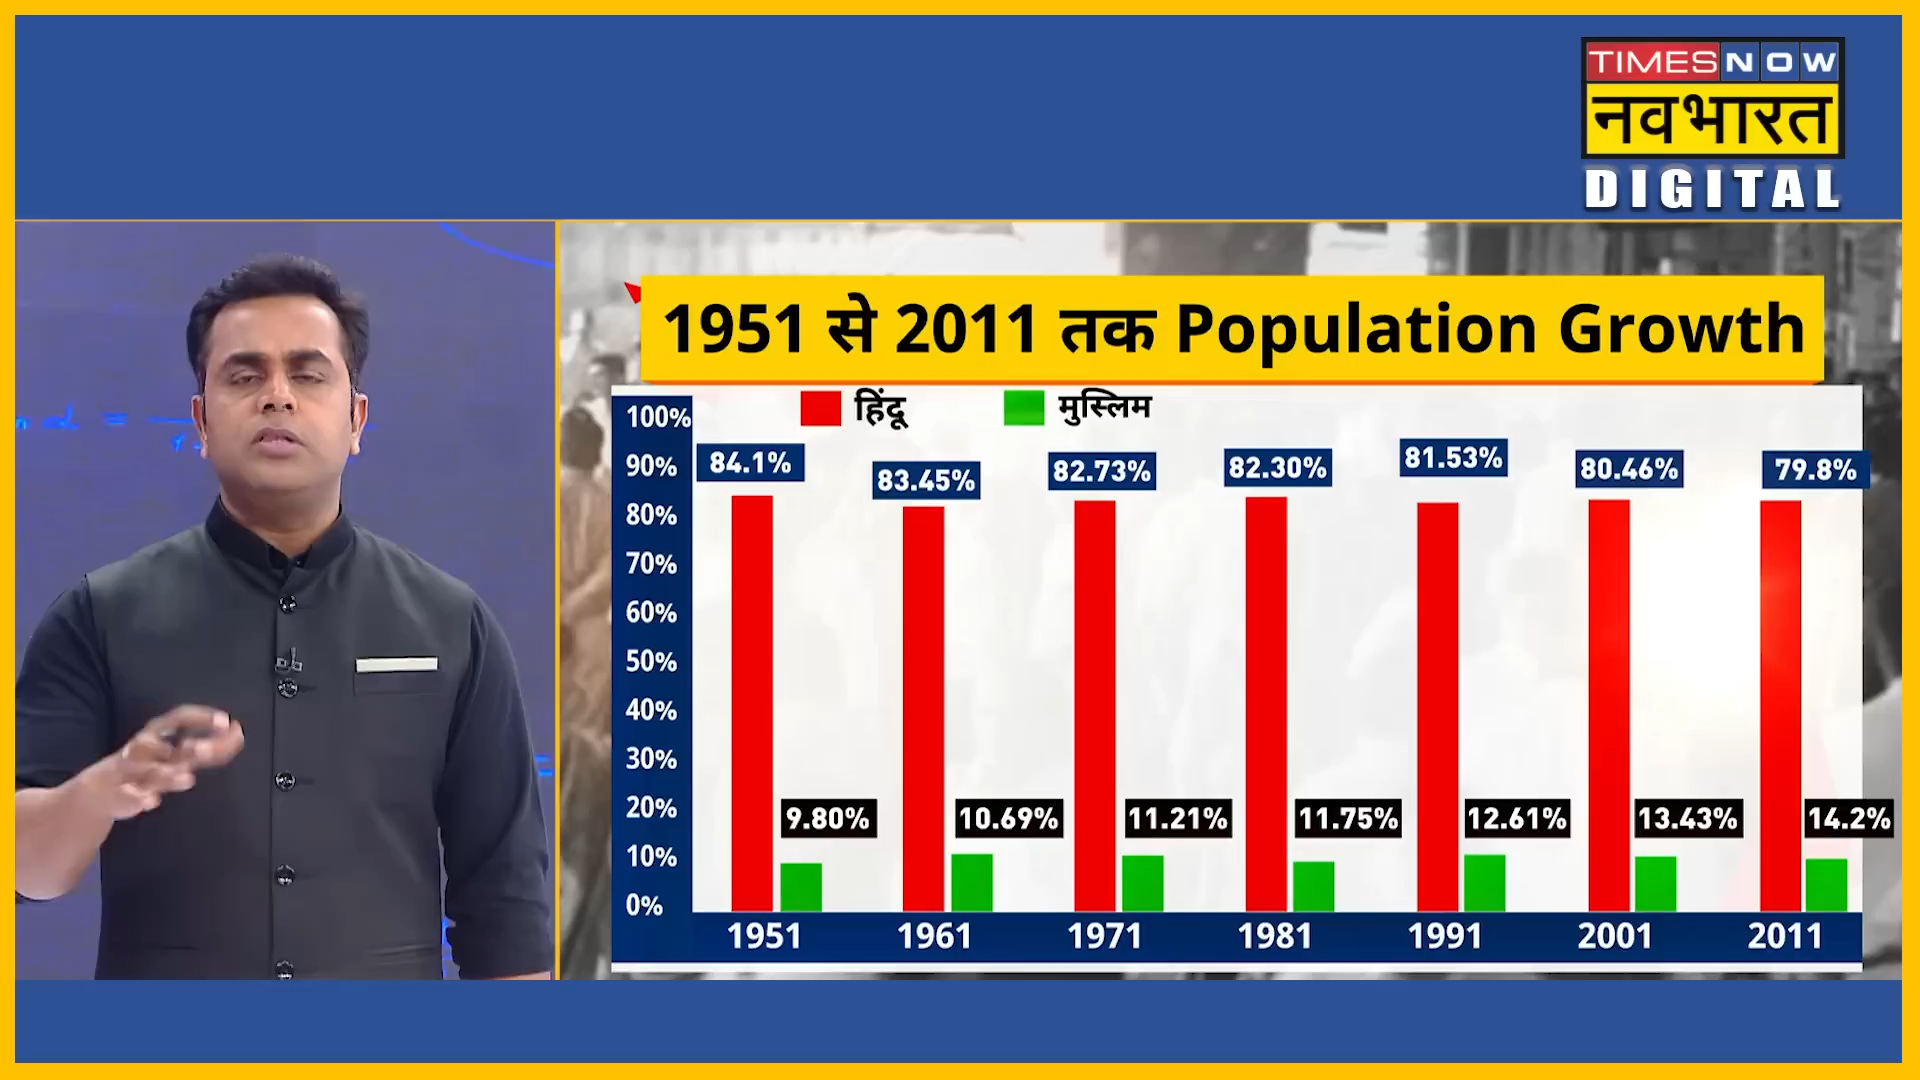 TIMES NOW
नवभारत
DIGITAL
1951 से 2011 तक Population Growth
हिंदू मुस्लिम
100%
90%
80%
70%
60%
50%
40%
30%
20%
10%
0%
84.1% 83.45% 82.73% 82.30% 81.53% 80.46% 79.8%
9.80% 10.69% 11.21% 11.75% 12.61% 13.43% 14.2%
1951 1961 1971 1981 1991 2001 2011